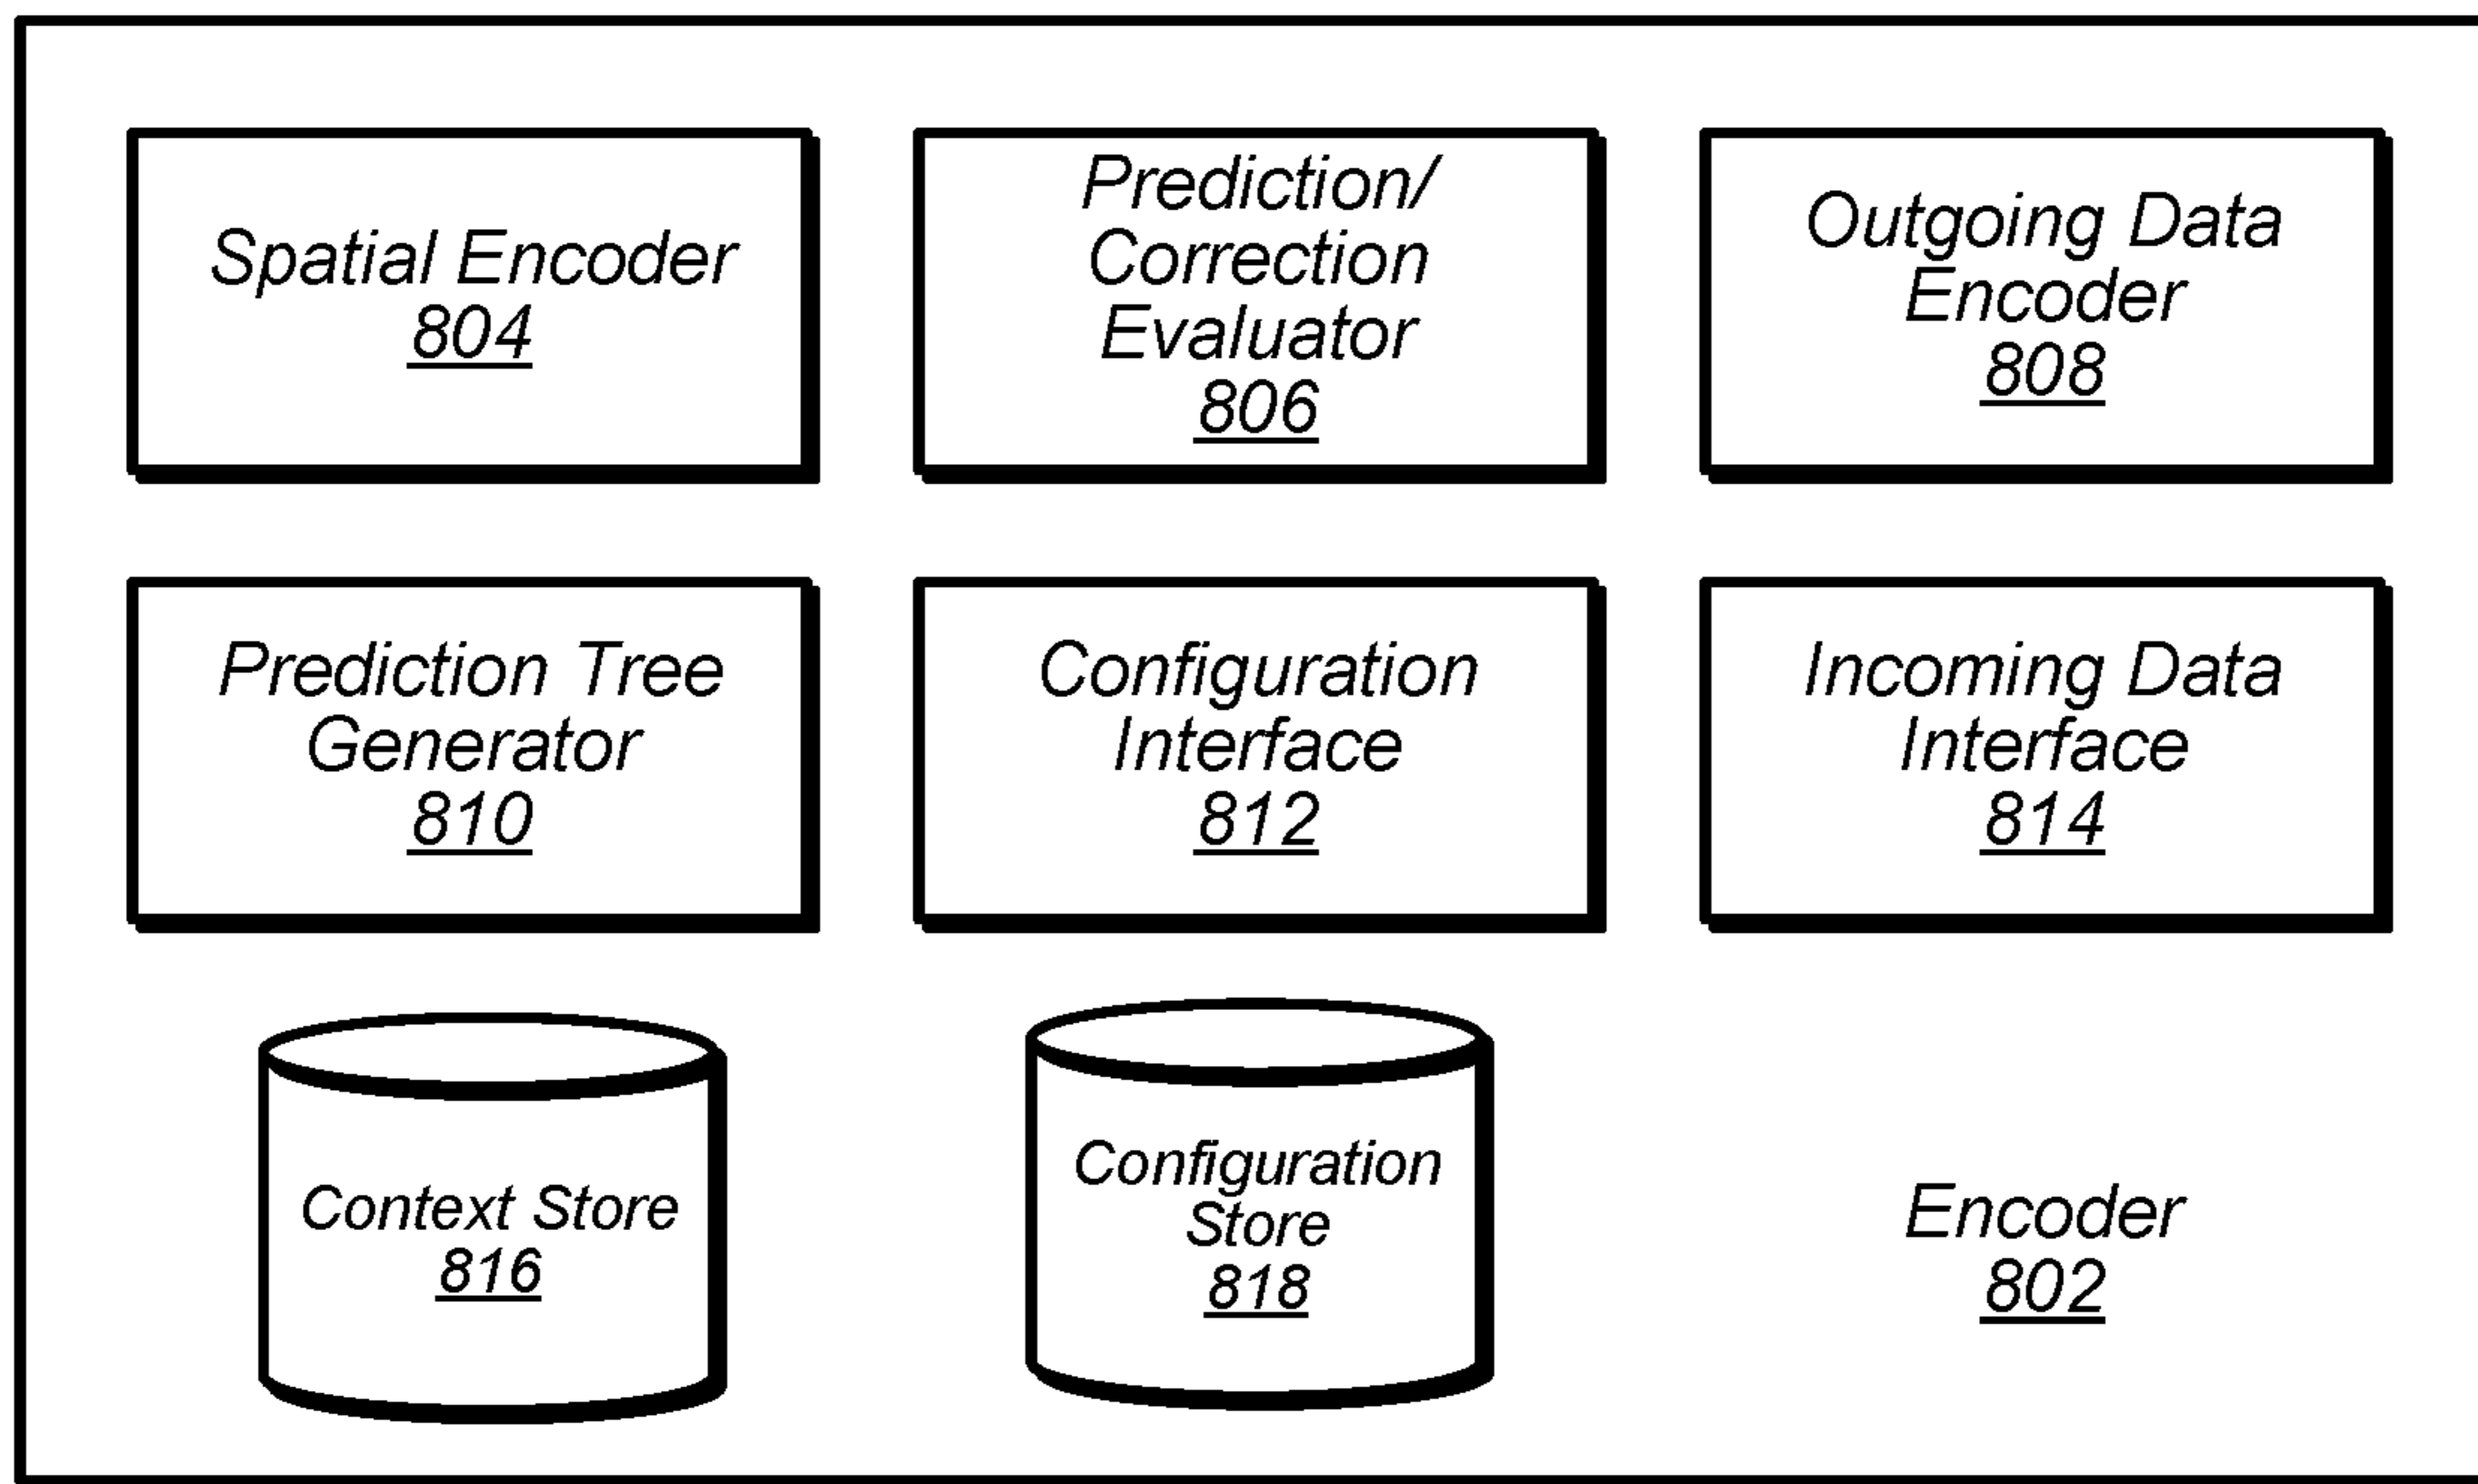 Spatial Encoder
804
Prediction/
Correction
Evaluator
806
Outgoing Data
Encoder
808
Prediction Tree
Generator
810
Configuration
Interface
812
Incoming Data
Interface
814
Context Store
816
Configuration
Store
818
Encoder
802